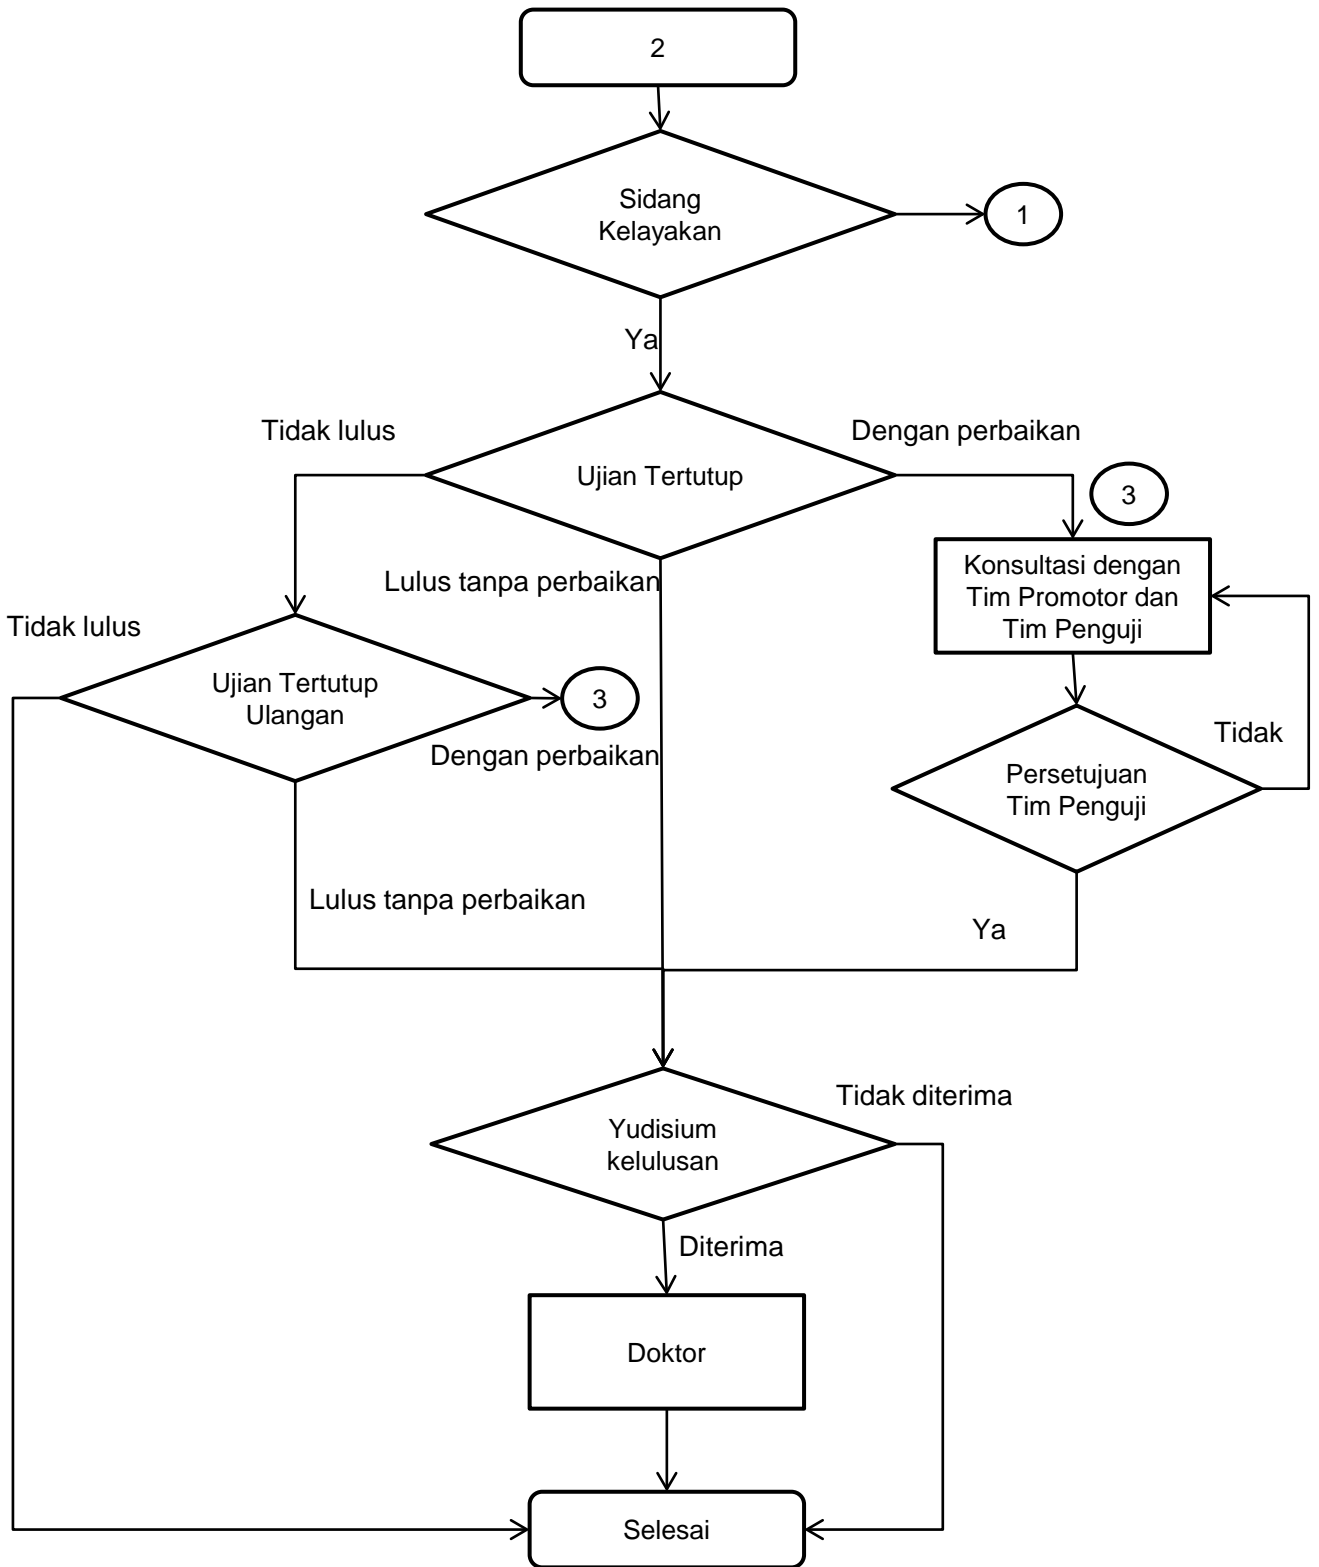 2
Sidang
Kelayakan
1
Ya
Tidak lulus
Dengan perbaikan
Ujian Tertutup
3
Konsultasi dengan
Tim Promotor dan
Tim Penguji
Lulus tanpa perbaikan
Tidak lulus
Ujian Tertutup
Ulangan
3
Dengan perbaikan
Tidak
Persetujuan
Tim Penguji
Lulus tanpa perbaikan
Ya
Tidak diterima
Yudisium
kelulusan
Diterima
Doktor
Selesai